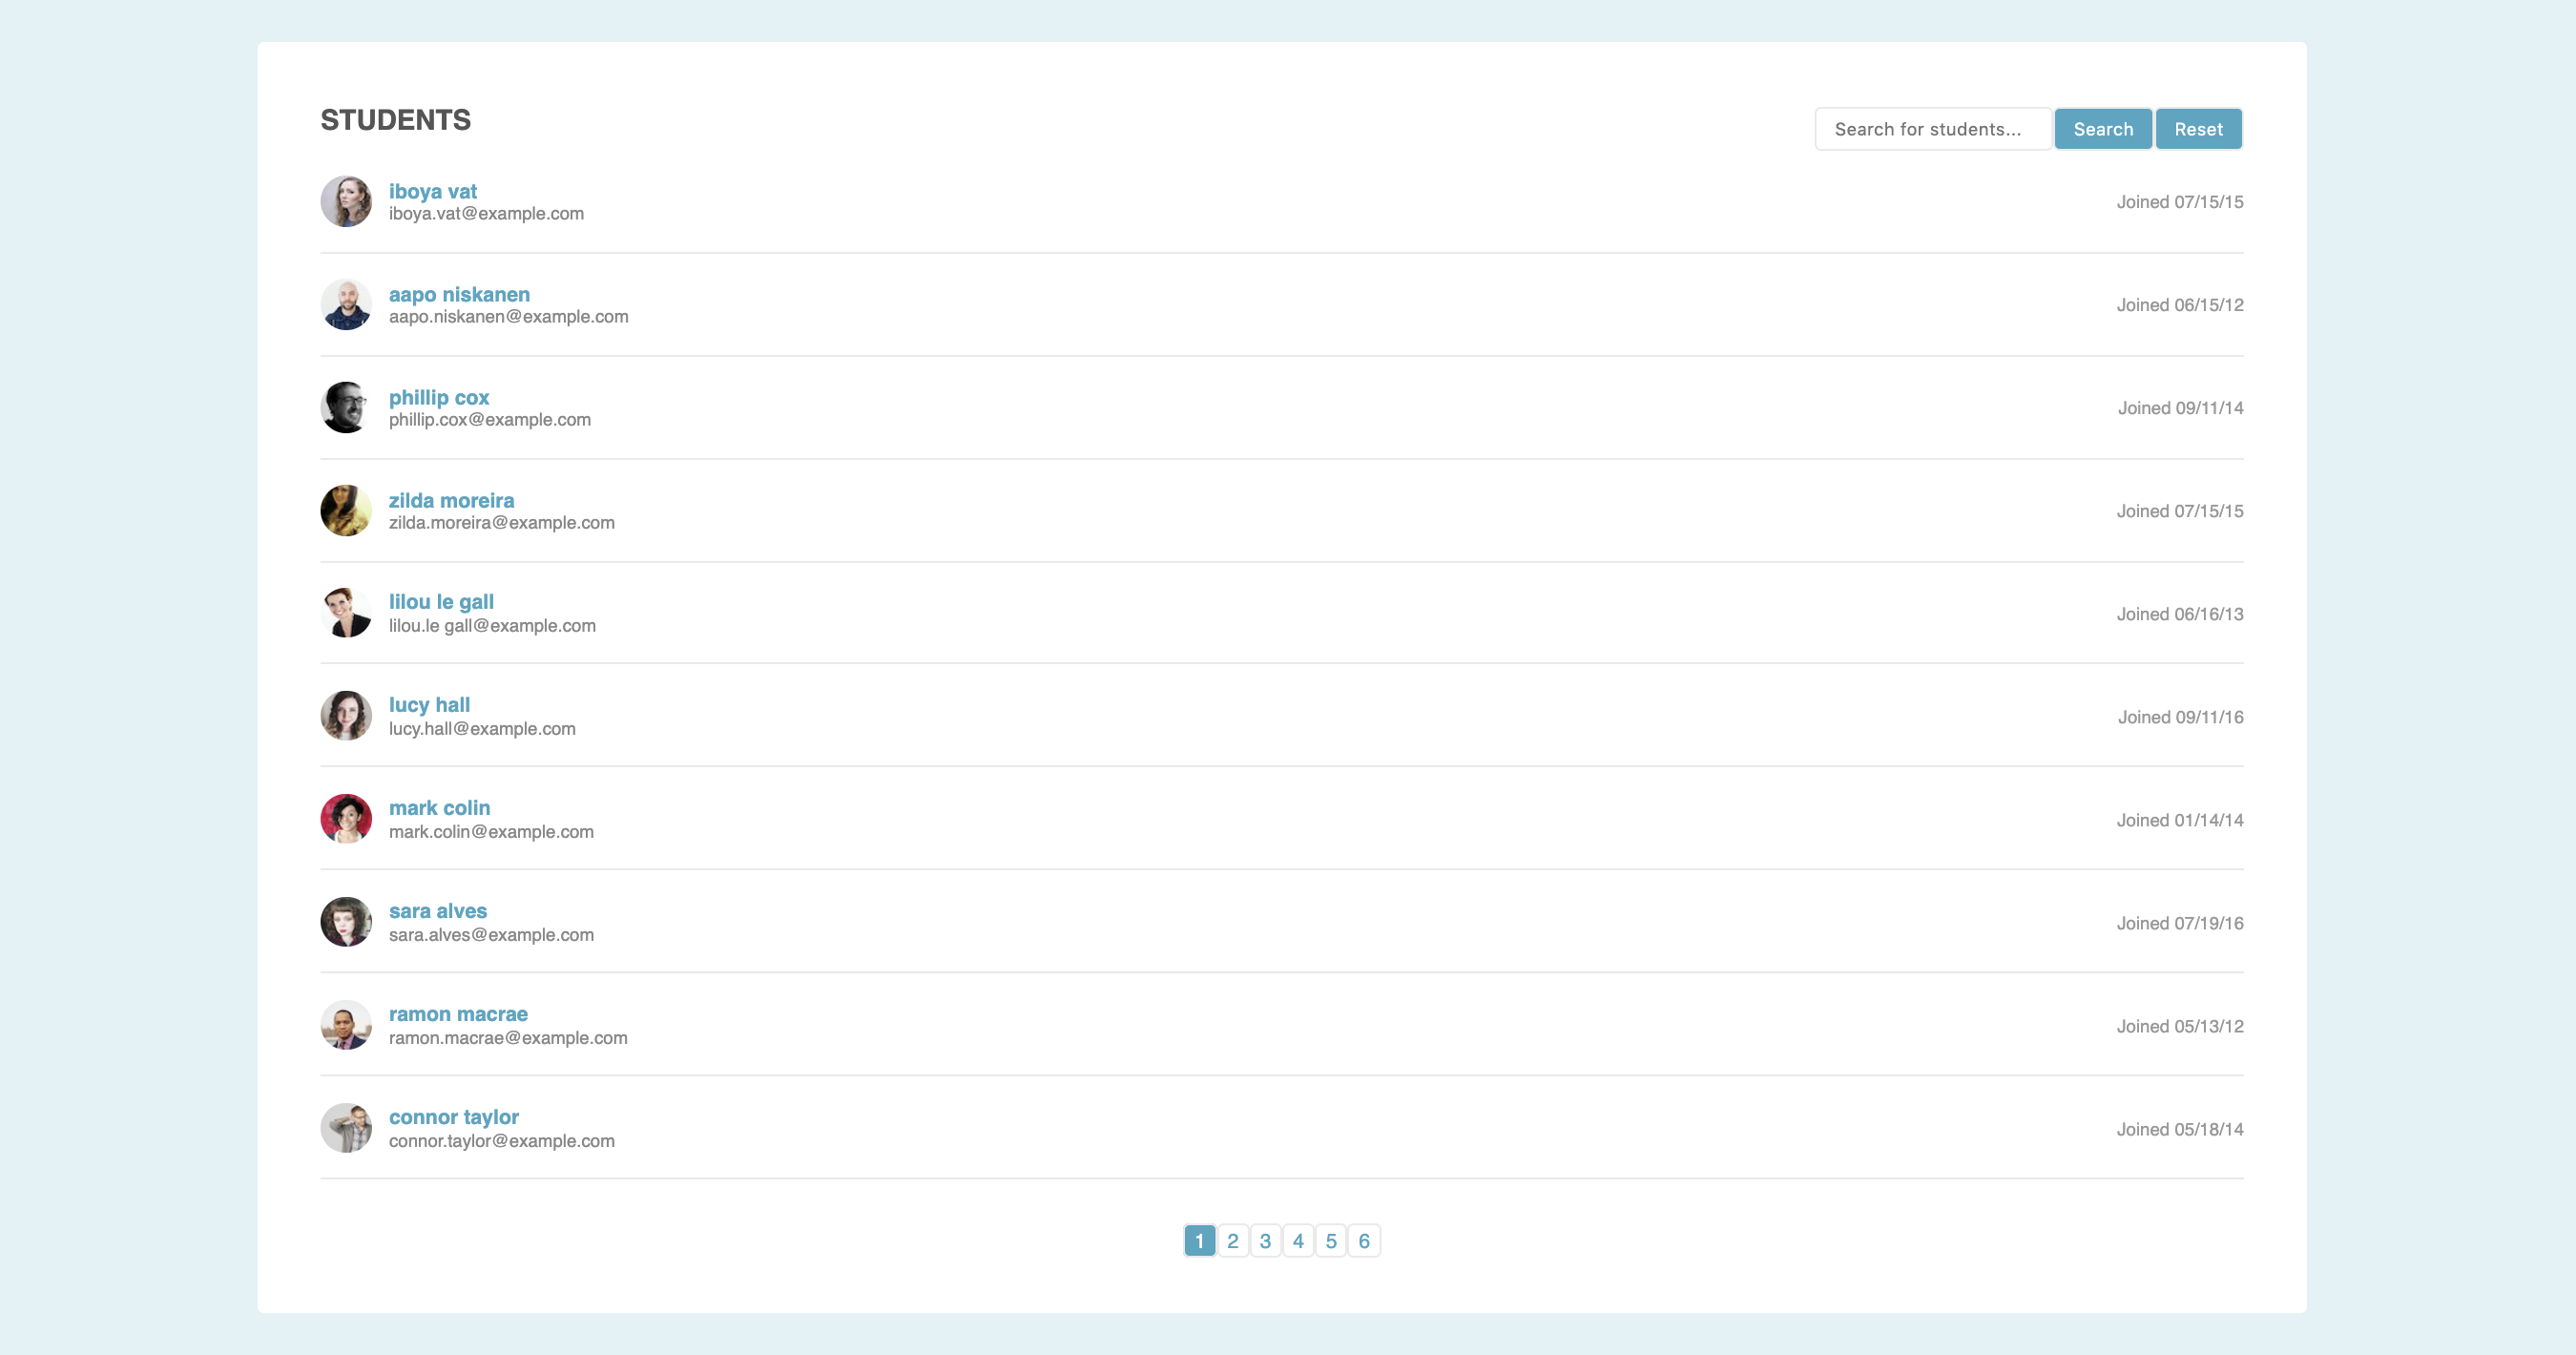 STUDENTS
Search for students... Search Reset
iboya vat
iboya.vat@example.com
Joined 07/15/15
aapo niskanen
aapo.niskanen@example.com
Joined 06/15/12
phillip cox
phillip.cox@example.com
Joined 09/11/14
zilda moreira
zilda.moreira@example.com
Joined 07/15/15
lilou le gall
lilou.le gall@example.com
Joined 06/16/13
lucy hall
lucy.hall@example.com
Joined 09/11/16
mark colin
mark.colin@example.com
Joined 01/14/14
sara alves
sara.alves@example.com
Joined 07/19/16
ramon macrae
ramon.macrae@example.com
Joined 05/13/12
connor taylor
connor.taylor@example.com
Joined 05/18/14
1 2 3 4 5 6